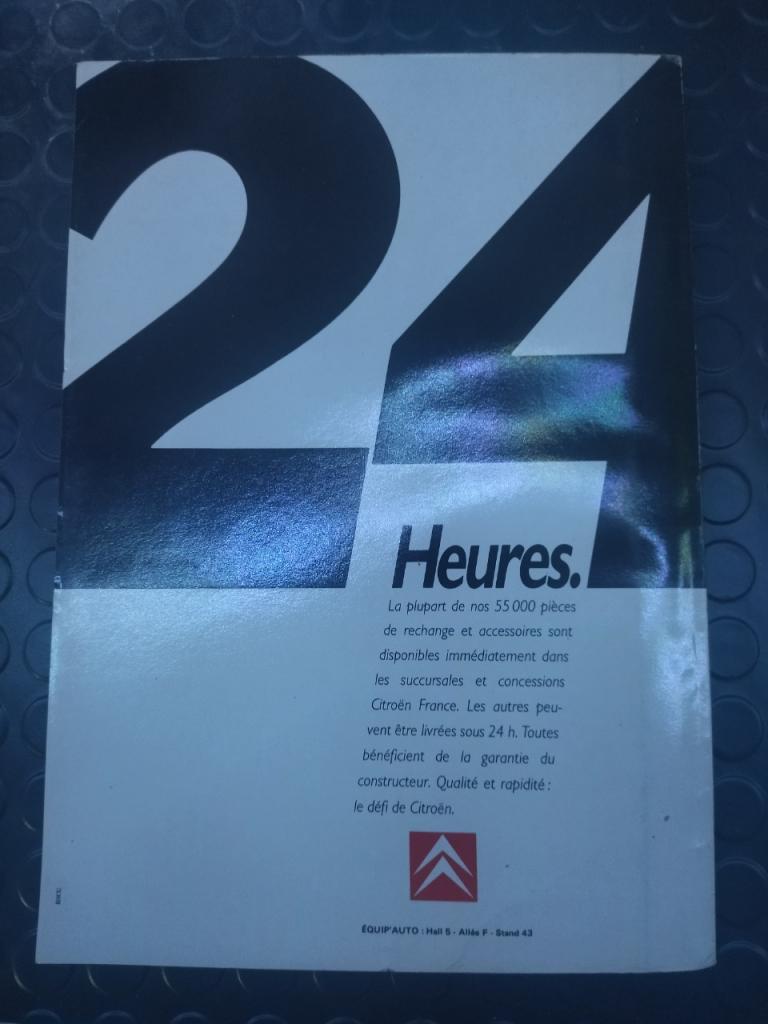 24
Heures.
La plupart de nos 55 000 pièces
de rechange et accessoires sont
disponibles immédiatement dans
les succursales et concessions
Citroën France. Les autres peu-
vent être livrées sous 24 h. Toutes
bénéficient de la garantie du
constructeur. Qualité et rapidité :
le défi de Citroën.
ÉQUIP'AUTO : Hall 5 - Allée F - Stand 43